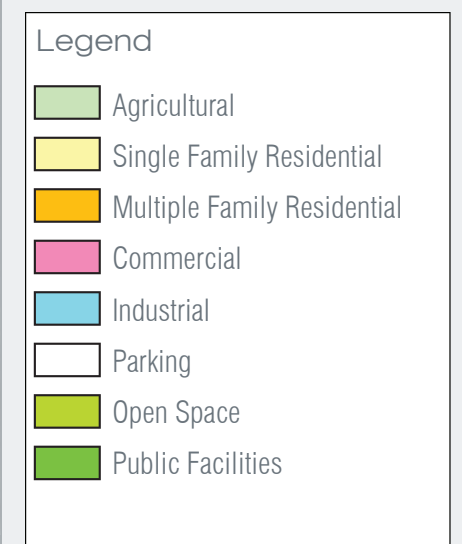 Legend
Agricultural
Single Family Residential
Multiple Family Residential
Commercial
Industrial
Parking
Open Space
Public Facilities